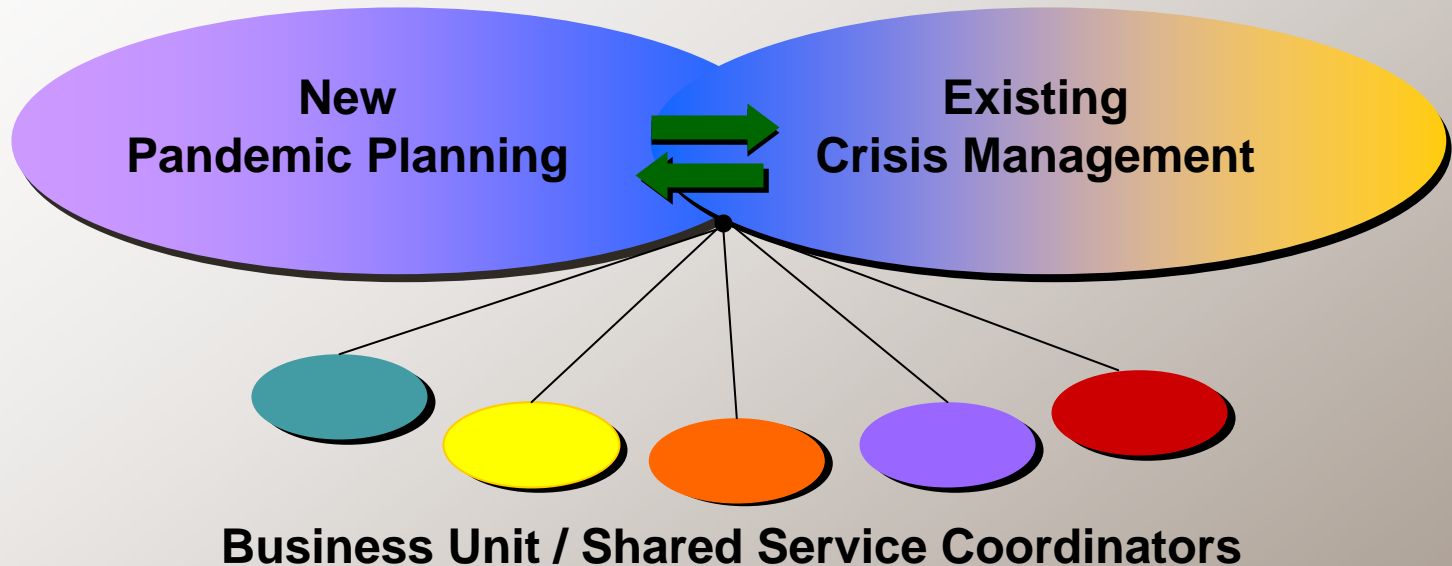 New
Pandemic Planning
Existing
Crisis Management
Business Unit / Shared Service Coordinators